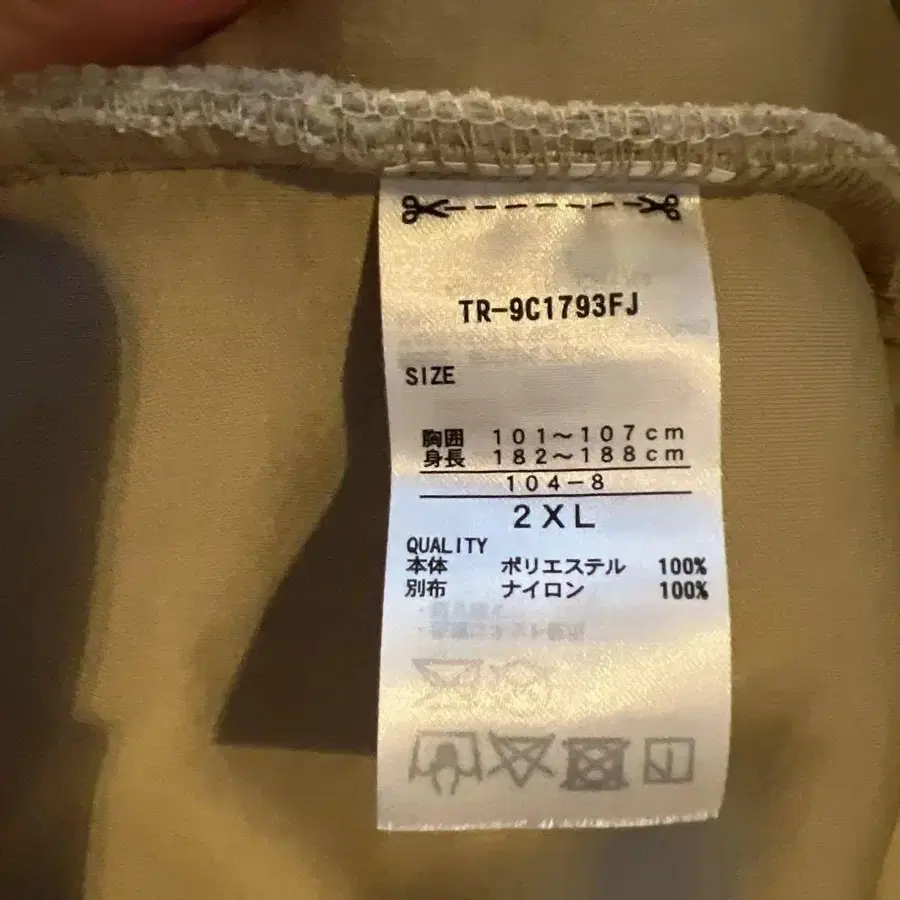 TR-9C1793FJ
SIZE
胸囲 101〜107cm
身長 182〜188cm
104-8
2XL
QUALITY
本体 ポリエステル 100%
別布 ナイロン 100%